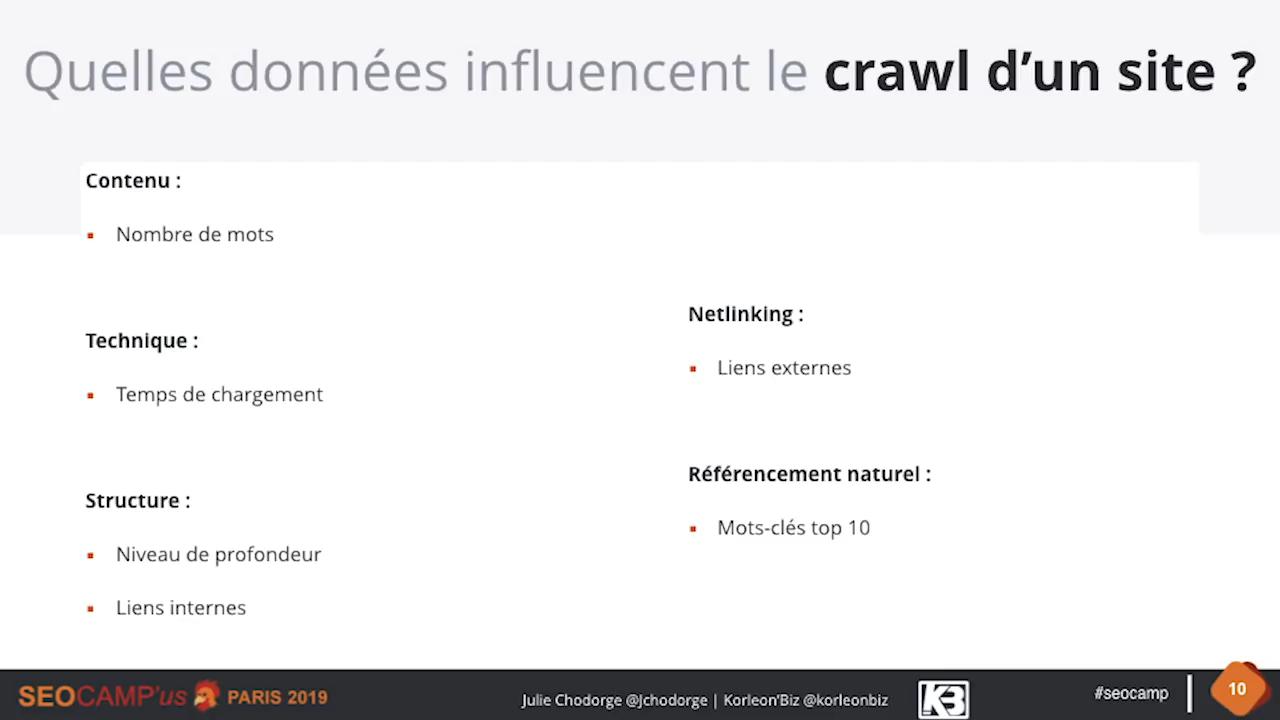 Quelles données influencent le crawl d’un site ?
Contenu :
▪ Nombre de mots
Technique :
▪ Temps de chargement
Structure :
▪ Niveau de profondeur
▪ Liens internes
Netlinking :
▪ Liens externes
Référencement naturel :
▪ Mots-clés top 10
SEOCAMP'us PARIS 2019
Julie Chodorge @Jchodorge | Korleon’Biz @korleonbiz
KB
#seocamp
10